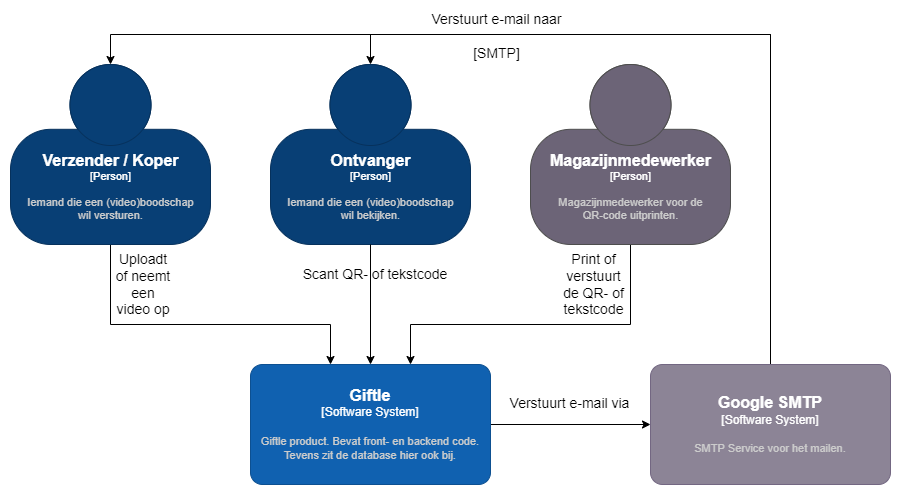 Verstuurt e-mail naar
[SMTP]
Verzender / Koper
[Person]
Iemand die een (video)boodschap
wil versturen.
Ontvanger
[Person]
Iemand die een (video)boodschap
wil bekijken.
Magazijnmedewerker
[Person]
Magazijnmedewerker voor de
QR-code uitprinten.
Uploadt
of neemt
een
video op
Scant QR- of tekstcode
Print of
verstuurt
de QR- of
tekstcode
Giftle
[Software System]
Giftle product. Bevat front- en backend code.
Tevens zit de database hier ook bij.
Verstuurt e-mail via
Google SMTP
[Software System]
SMTP Service voor het mailen.